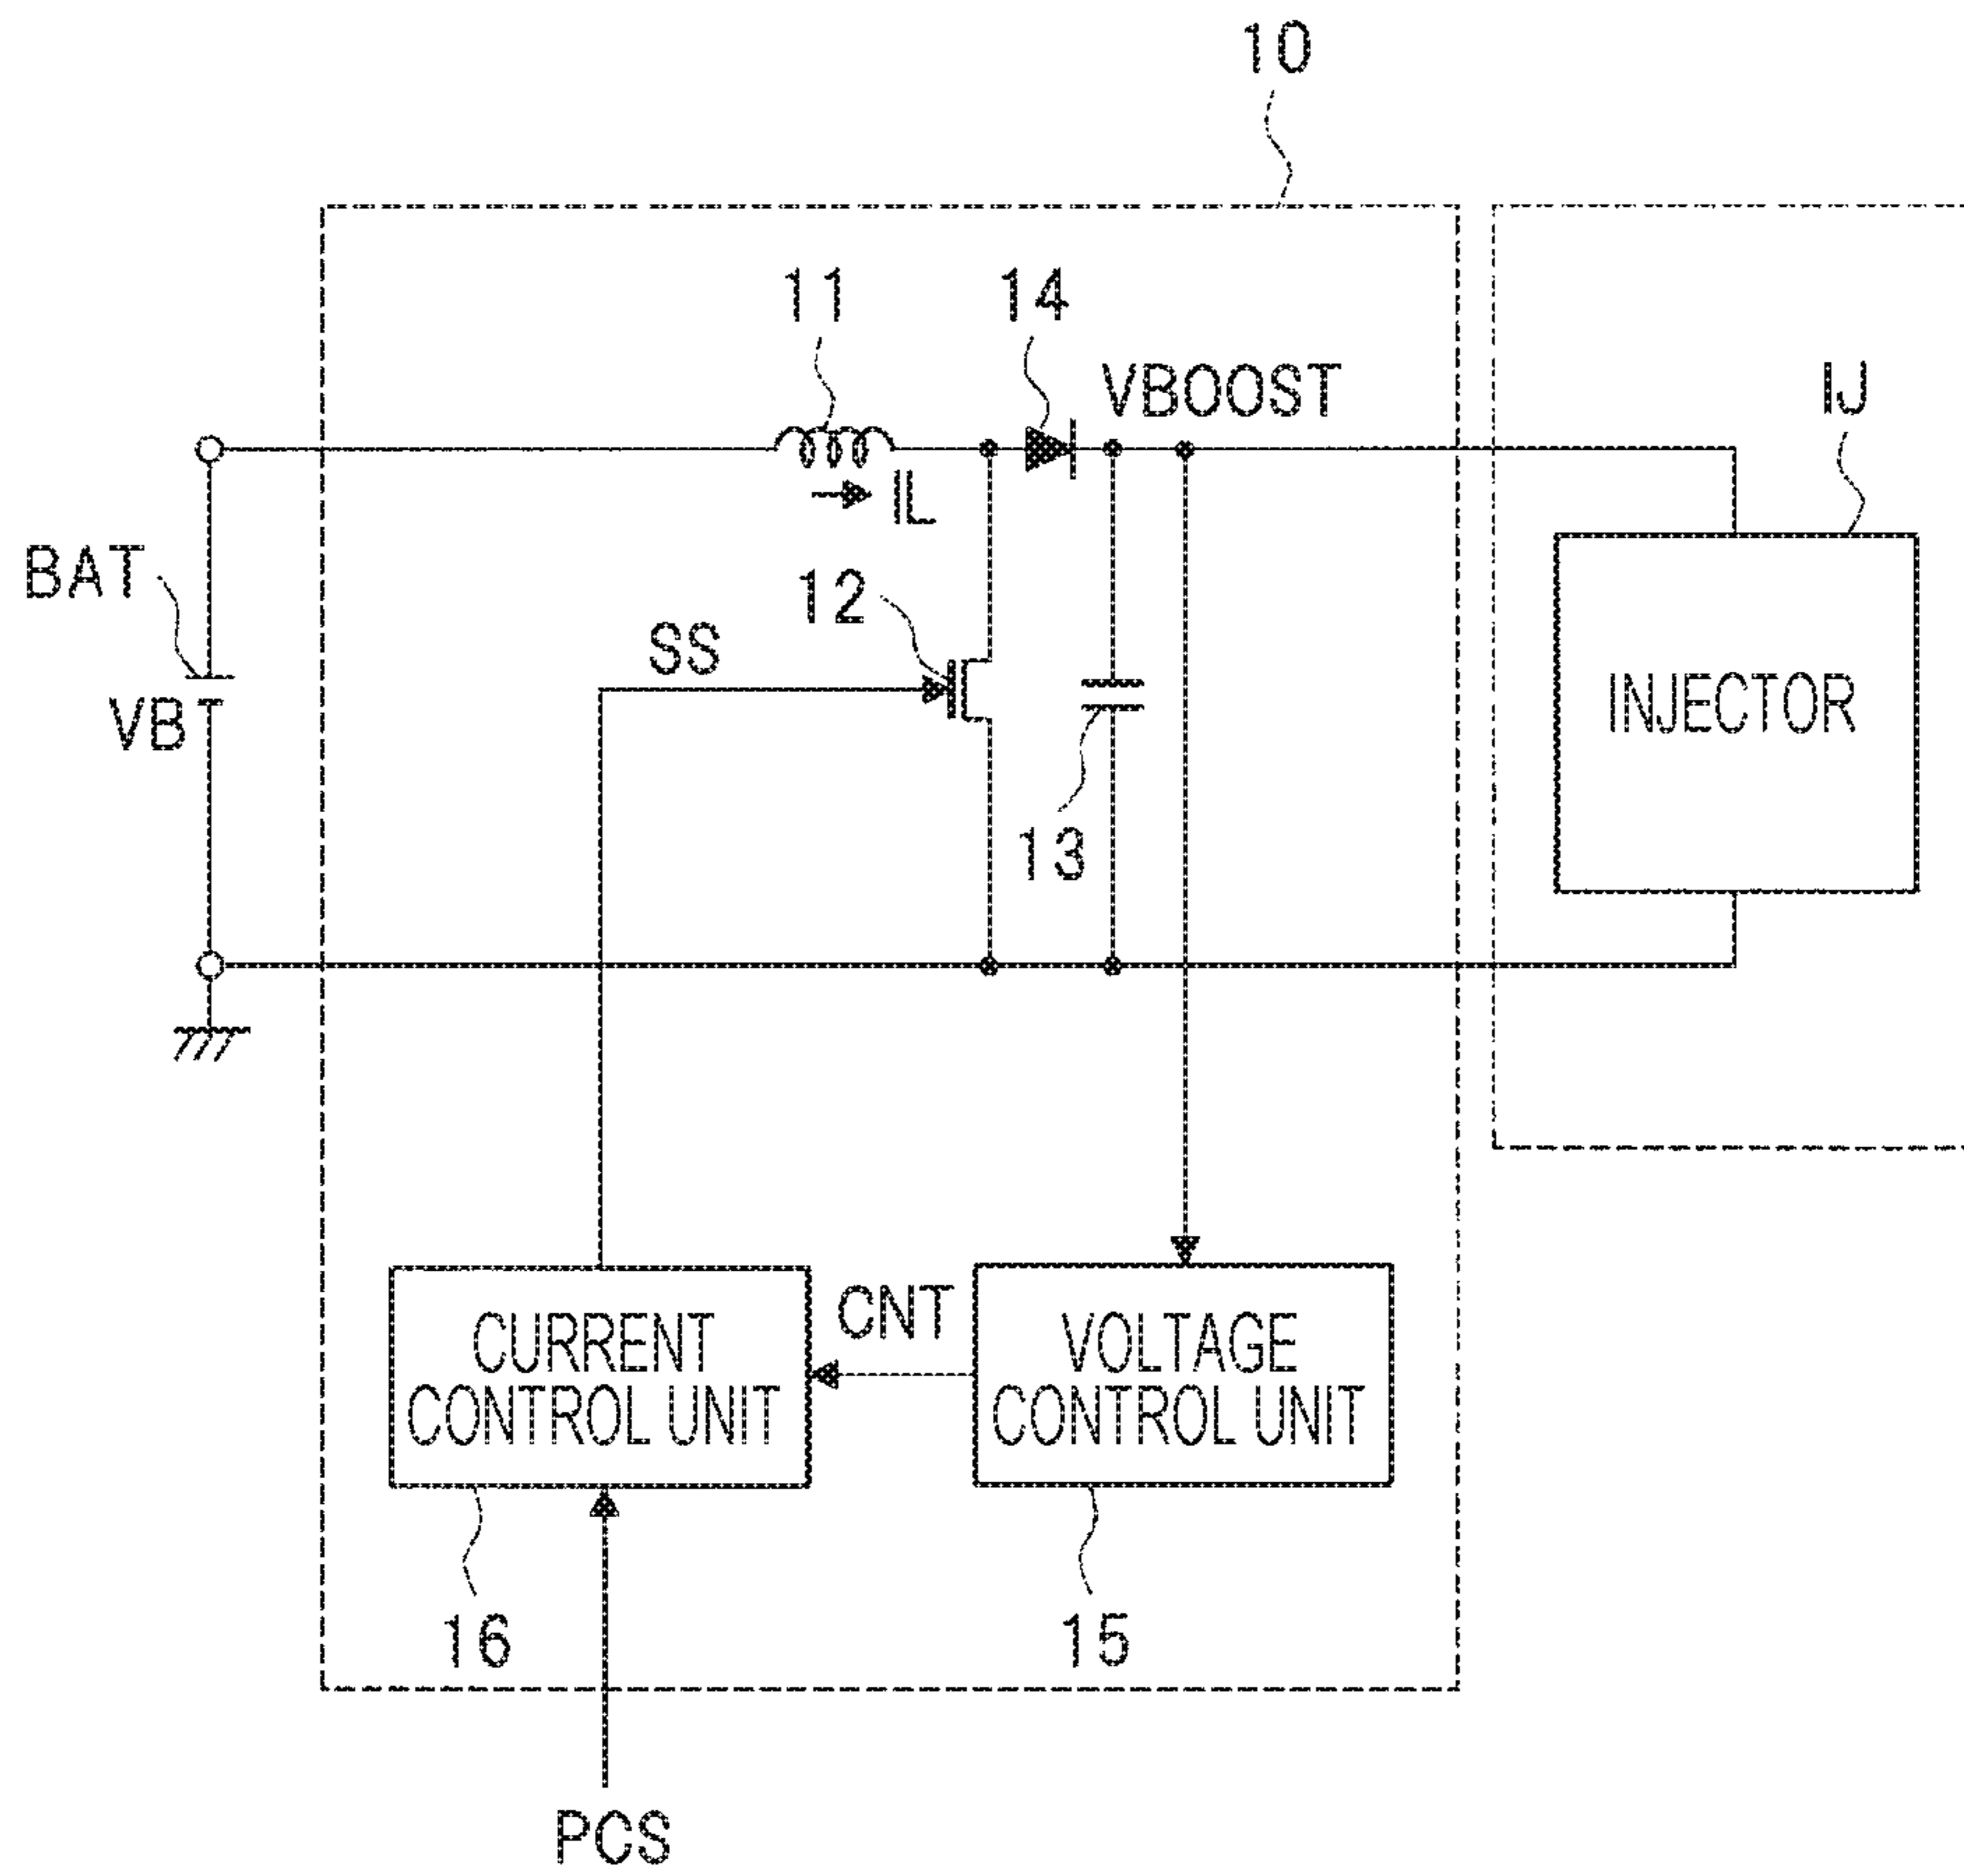 10
11
14
VBOOST
IJ
IL
BAT
12
SS
VB
INJECTOR
13
CURRENT
CONTROL UNIT
CNT
VOLTAGE
CONTROL UNIT
16
15
PCS